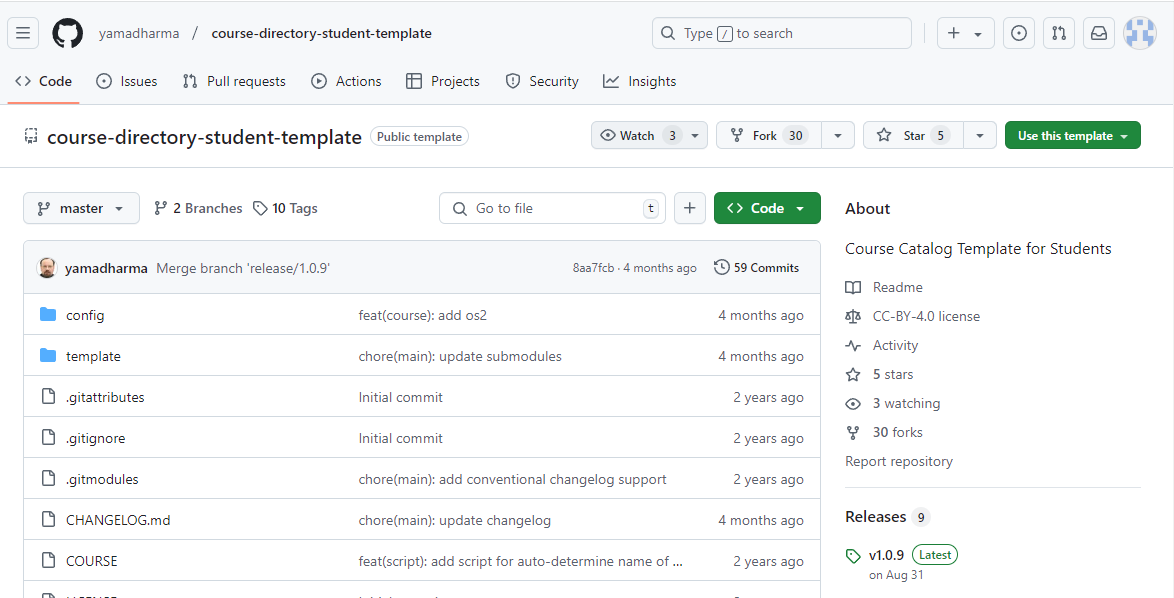 yamadharma / course-directory-student-template Type / to search
Code Issues Pull requests Actions Projects Security Insights
course-directory-student-template Public template Watch 3 Fork 30 Star 5 Use this template
master 2 Branches 10 Tags Go to file t + Code
yamadharma Merge branch 'release/1.0.9' 8aa7fcb · 4 months ago 59 Commits
config feat(course): add os2 4 months ago
template chore(main): update submodules 4 months ago
.gitattributes Initial commit 2 years ago
.gitignore Initial commit 2 years ago
.gitmodules chore(main): add conventional changelog support 2 years ago
CHANGELOG.md chore(main): update changelog 4 months ago
COURSE feat(script): add script for auto-determine name of ... 2 years ago
About
Course Catalog Template for Students
Readme
CC-BY-4.0 license
Activity
5 stars
3 watching
30 forks
Report repository
Releases 9
v1.0.9 Latest
on Aug 31